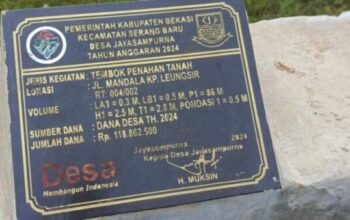 PEMERINTAH KABUPATEN BEKASI
KECAMATAN SERANG BARU
DESA JAYASAMPURNA
TAHUN ANGGARAN 2024
JENIS KEGIATAN : TEMBOK PENAHAN TANAH
LOKASI : JL. MANDALA KP. LEUNGSIR
RT: 004/002
VOLUME : LA1 = 0.3 M, LB1 = 0.5 M, P1 = 86 M
H1 = 2.5 M, T1 = 2.0 M, PONDASI 1 = 0.5 M
SUMBER DANA : DANA DESA TH. 2024
JUMLAH DANA : Rp. 118.862.500
Jayasampurna, 2024
Kepala Desa Jayasampurna
Desa
Membangun Indonesia
H. MUKSIN